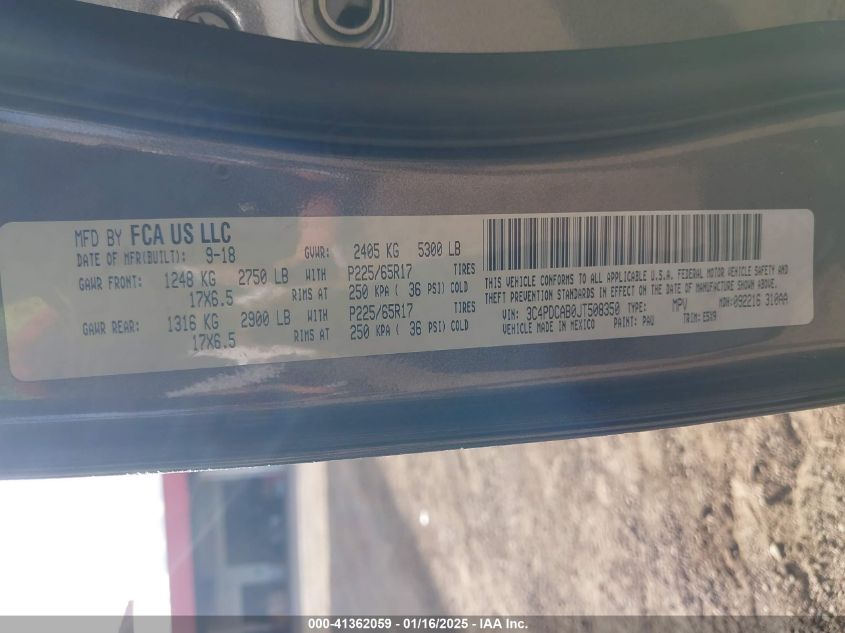 MFD BY FCA US LLC
DATE OF MFR(BUILT): 9-18 GVWR: 2405 KG 5300 LB
GAWR FRONT: 1248 KG 2750 LB WITH P225/65R17 TIRES
17X6.5 RIMS AT 250 KPA ( 36 PSI) COLD
GAWR REAR: 1316 KG 2900 LB WITH P225/65R17 TIRES
17X6.5 RIMS AT 250 KPA ( 36 PSI) COLD
THIS VEHICLE CONFORMS TO ALL APPLICABLE U.S.A. FEDERAL MOTOR VEHICLE SAFETY AND
THEFT PREVENTION STANDARDS IN EFFECT ON THE DATE OF MANUFACTURE SHOWN ABOVE.
VIN: 3C4PDCAB0JT508350 TYPE: MPV MDH: 092216 310AA
VEHICLE MADE IN MEXICO PAINT: PAU TRIM: E5X9
000-41362059 - 01/16/2025 - IAA Inc.